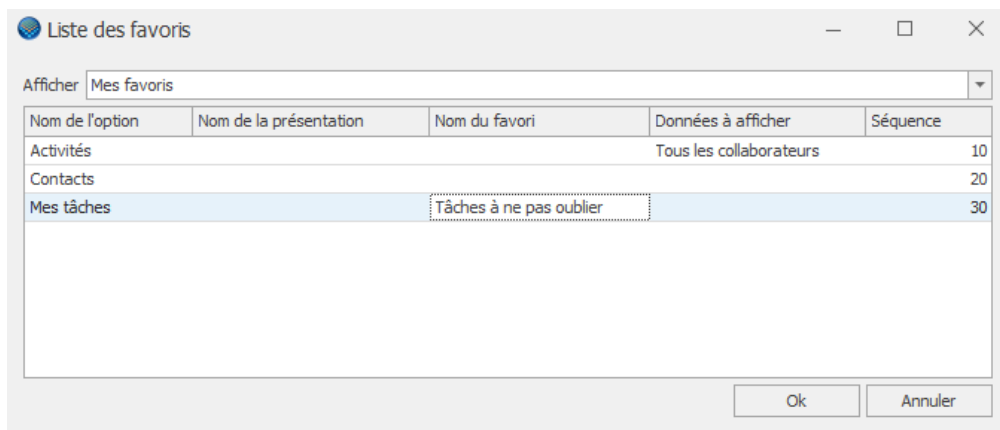 Liste des favoris
Afficher Mes favoris
Nom de l'option Nom de la présentation Nom du favori Données à afficher Séquence
Activités Tous les collaborateurs 10
Contacts 20
Mes tâches Tâches à ne pas oublier 30
Ok Annuler